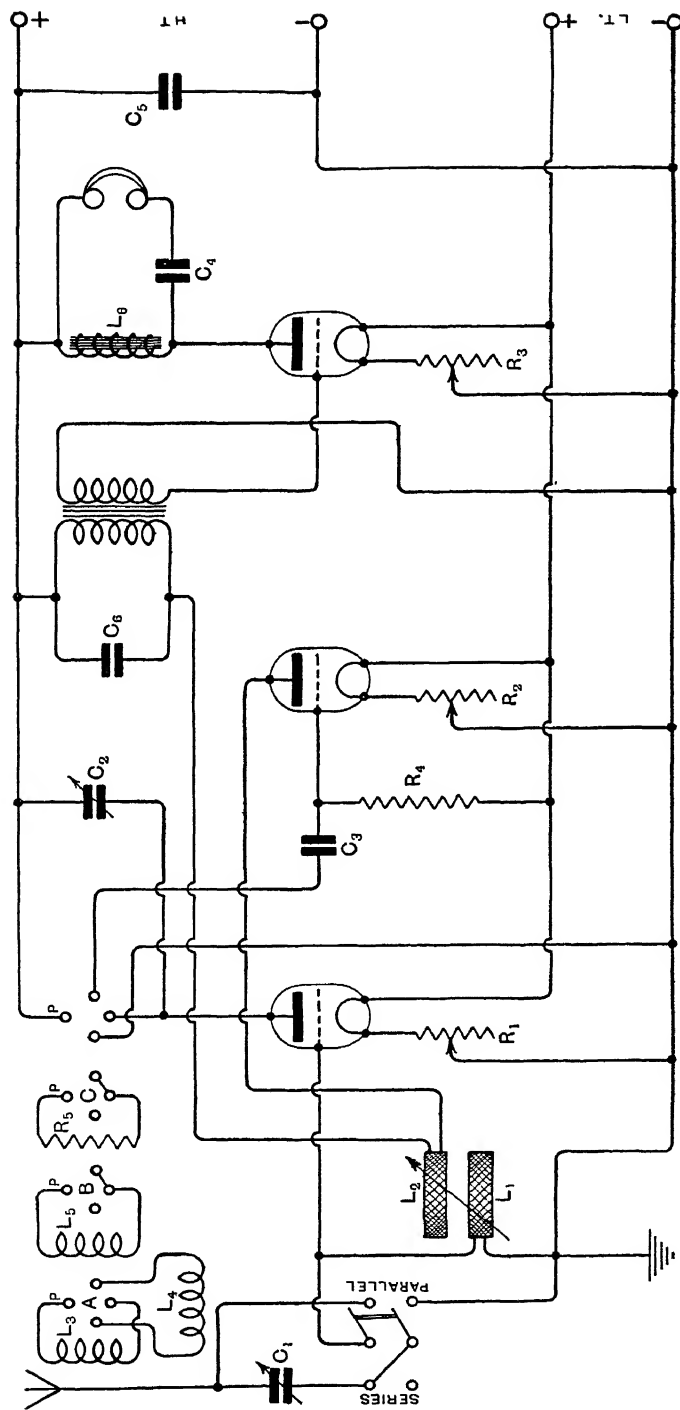 +
HT
−
+
L.T.
−
C₅
C₄
L₆
R₃
C₆
C₂
C₃
R₄
R₂
P
R₁
P
R₅
C
P
L₅
B
P
L₃
A
L₄
L₂
L₁
C₁
SERIES
PARALLEL